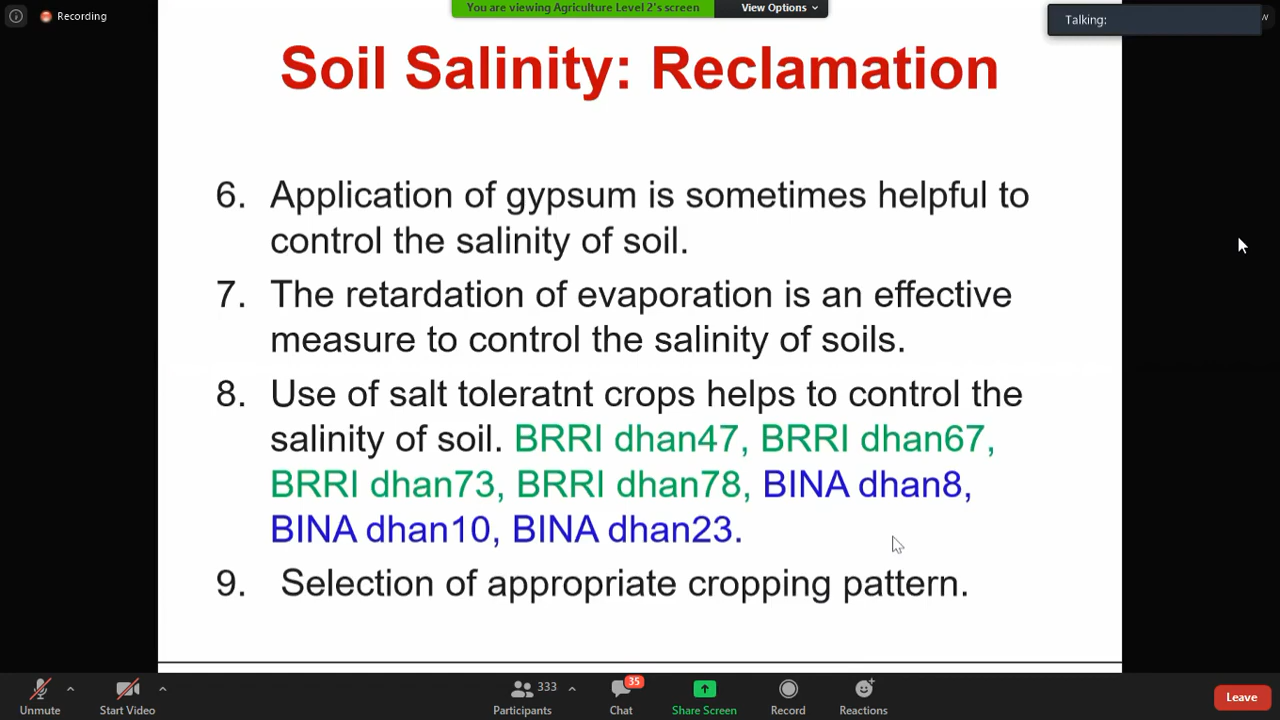 Recording
You are viewing Agriculture Level 2's screen
View Options
Talking:
Soil Salinity: Reclamation
6. Application of gypsum is sometimes helpful to
control the salinity of soil.
7. The retardation of evaporation is an effective
measure to control the salinity of soils.
8. Use of salt toleratnt crops helps to control the
salinity of soil. BRRI dhan47, BRRI dhan67,
BRRI dhan73, BRRI dhan78, BINA dhan8,
BINA dhan10, BINA dhan23.
9. Selection of appropriate cropping pattern.
Unmute
Start Video
333
Participants
35
Chat
Share Screen
Record
Reactions
Leave